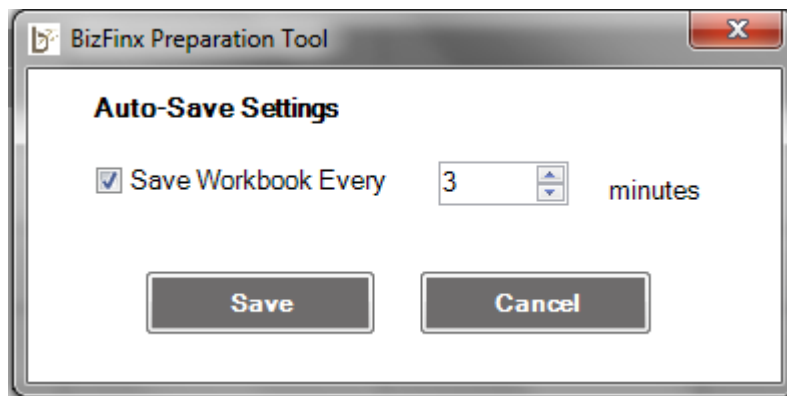 BizFinx Preparation Tool
Auto-Save Settings
Save Workbook Every 3 minutes
Save Cancel